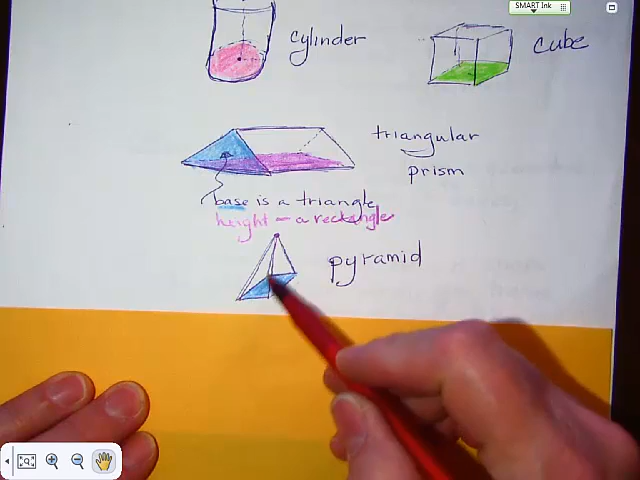 SMART Ink
cylinder
cube
triangular
prism
base is a triangle
height - a rectangle
pyramid